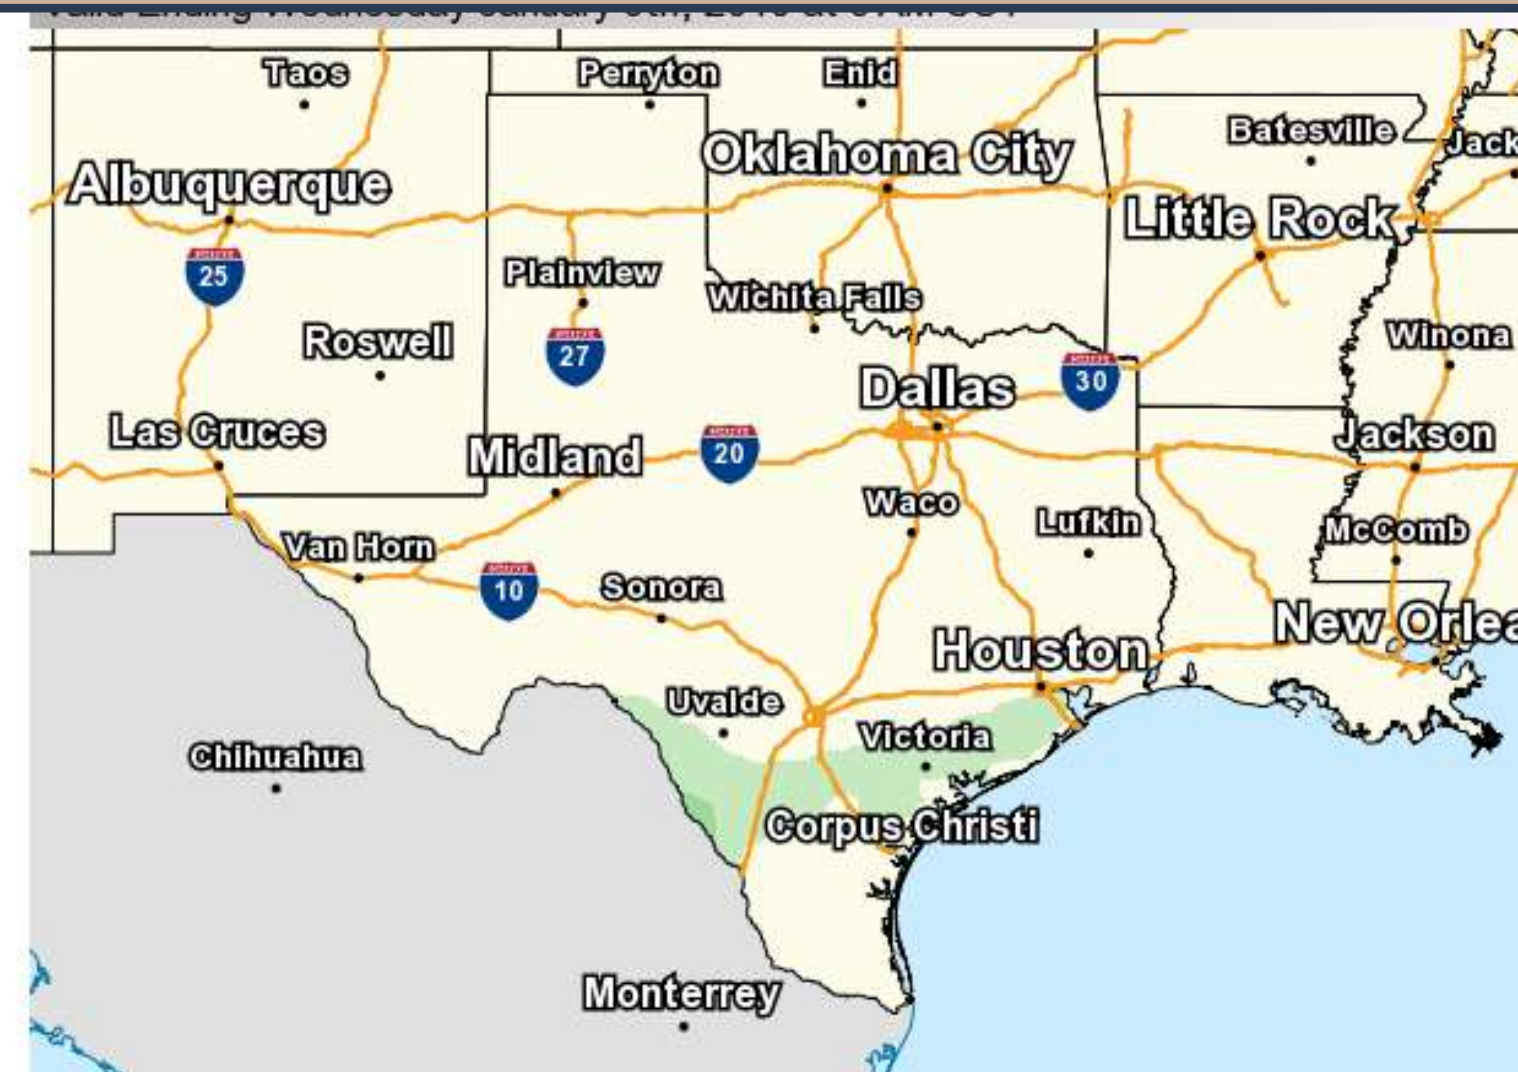 Taos
Perryton
Enid
Batesville
Jack
Oklahoma City
Albuquerque
Little Rock
25
Plainview
Wichita Falls
Roswell
27
Winona
Dallas
30
Las Cruces
Midland
20
Jackson
Waco
Lufkin
McComb
Van Horn
10
Sonora
New Orlea
Houston
Uvalde
Victoria
Chihuahua
Corpus Christi
Monterrey